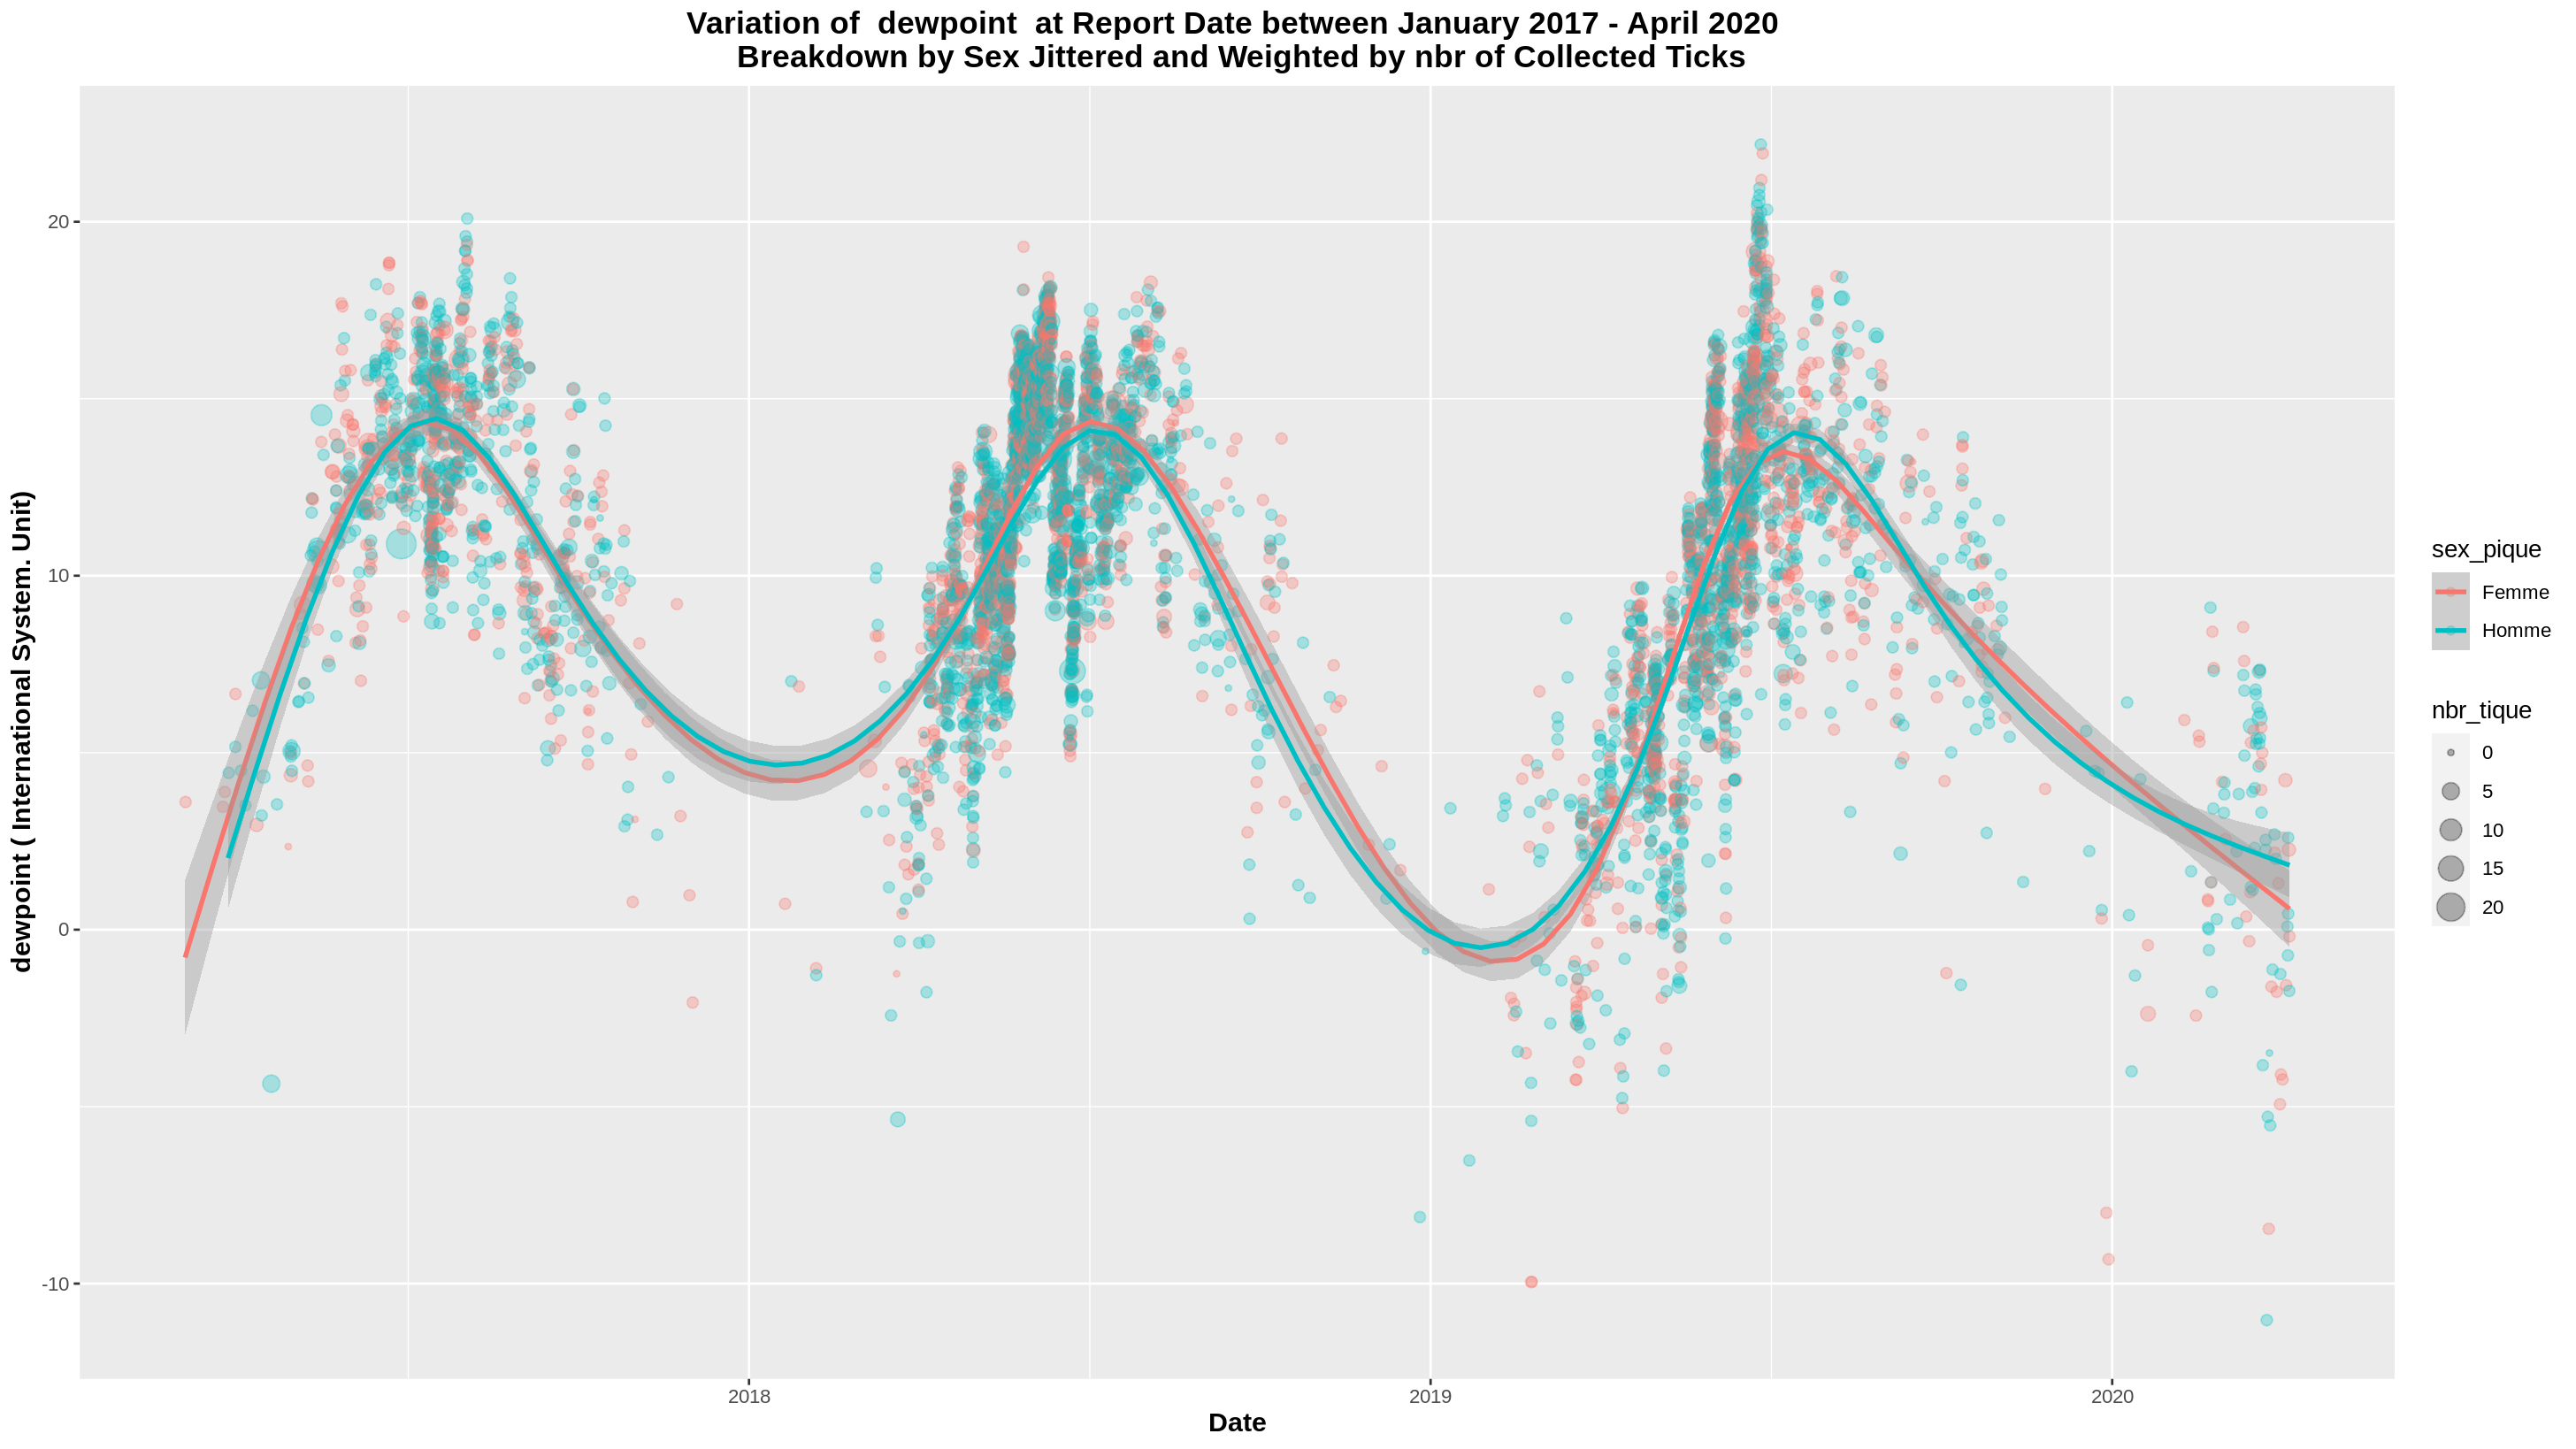 Variation of  dewpoint  at Report Date between January 2017 - April 2020
Breakdown by Sex Jittered and Weighted by nbr of Collected Ticks
dewpoint ( International System. Unit)
20
10
0
-10
2018
2019
2020
Date
sex_pique
Femme
Homme
nbr_tique
0
5
10
15
20